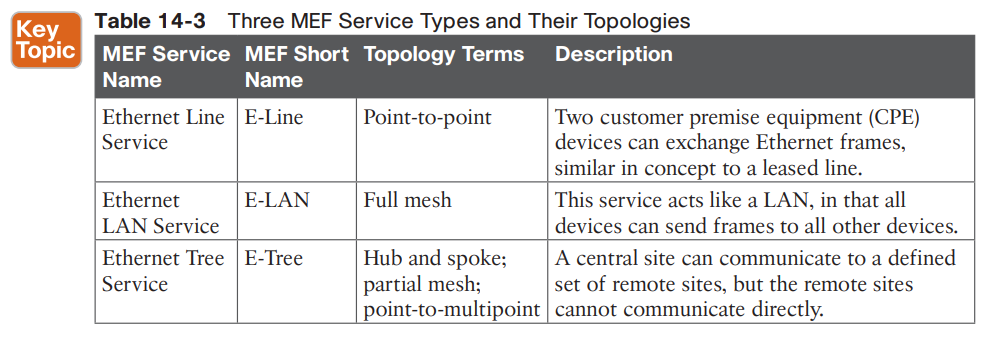 Key
Topic
Table 14-3 Three MEF Service Types and Their Topologies
MEF Service Name
MEF Short Name
Topology Terms
Description
Ethernet Line
Service
E-Line
Point-to-point
Two customer premise equipment (CPE)
devices can exchange Ethernet frames,
similar in concept to a leased line.
Ethernet
LAN Service
E-LAN
Full mesh
This service acts like a LAN, in that all
devices can send frames to all other devices.
Ethernet Tree
Service
E-Tree
Hub and spoke;
partial mesh;
point-to-multipoint
A central site can communicate to a defined
set of remote sites, but the remote sites
cannot communicate directly.